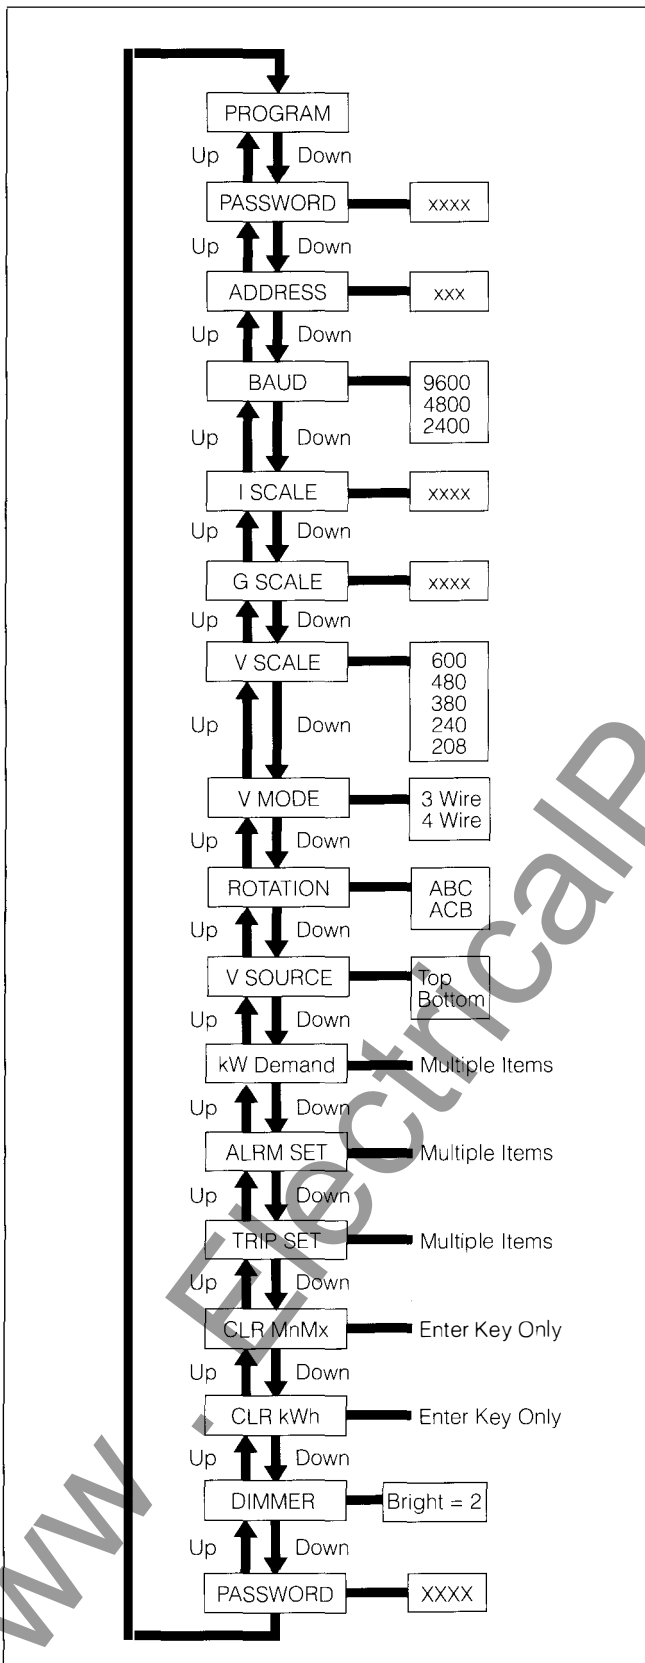 PROGRAM
Up Down
PASSWORD xxxx
Up Down
ADDRESS xxx
Up Down
BAUD 9600
4800
2400
Up Down
I SCALE xxxx
Up Down
G SCALE xxxx
Up Down
V SCALE 600
480
380
240
208
Up Down
V MODE 3 Wire
4 Wire
Up Down
ROTATION ABC
ACB
Up Down
V SOURCE Top
Bottom
Up Down
kW Demand Multiple Items
Up Down
ALRM SET Multiple Items
Up Down
TRIP SET Multiple Items
Up Down
CLR MnMx Enter Key Only
Up Down
CLR kWh Enter Key Only
Up Down
DIMMER Bright = 2
Up Down
PASSWORD XXXX
ww . ElectricalP